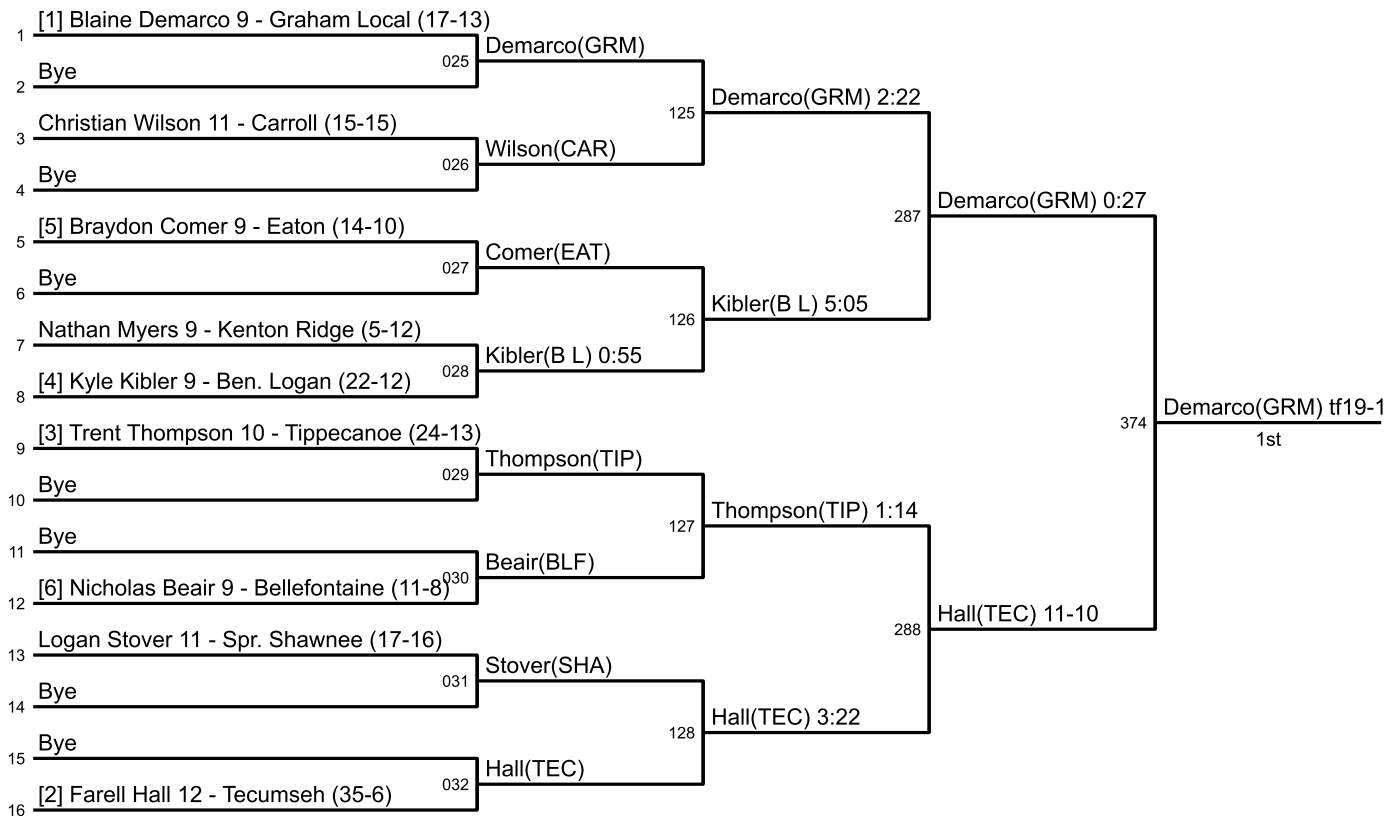 [1] Blaine Demarco 9 - Graham Local (17-13)
1
Demarco(GRM)
025
Bye
2
Demarco(GRM) 2:22
125
Christian Wilson 11 - Carroll (15-15)
3
Wilson(CAR)
026
Bye
4
Demarco(GRM) 0:27
287
[5] Braydon Comer 9 - Eaton (14-10)
5
Comer(EAT)
027
Bye
6
Kibler(B L) 5:05
126
Nathan Myers 9 - Kenton Ridge (5-12)
7
Kibler(B L) 0:55
028
[4] Kyle Kibler 9 - Ben. Logan (22-12)
8
Demarco(GRM) tf19-1
374
1st
[3] Trent Thompson 10 - Tippecanoe (24-13)
9
Thompson(TIP)
029
Bye
10
Thompson(TIP) 1:14
127
Bye
11
Beair(BLF)
030
[6] Nicholas Beair 9 - Bellefontaine (11-8)
12
Hall(TEC) 11-10
288
Logan Stover 11 - Spr. Shawnee (17-16)
13
Stover(SHA)
031
Bye
14
Hall(TEC) 3:22
128
Bye
15
Hall(TEC)
032
[2] Farell Hall 12 - Tecumseh (35-6)
16